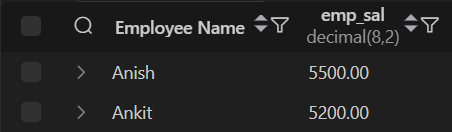 Employee Name emp_sal
decimal(8,2)
Anish 5500.00
Ankit 5200.00